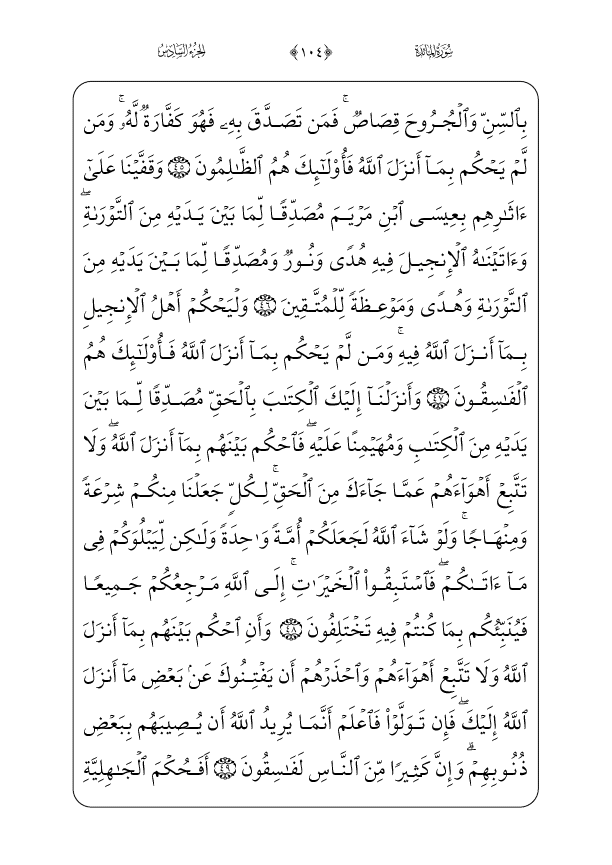 سُورَةُ المَائِدَة ﴿١٠٤﴾ الجُزْءُ السَّادِسُ
بِٱلسِّنِّ وَٱلۡجُرُوحَ قِصَاصٞۚ فَمَن تَصَدَّقَ بِهِۦ فَهُوَ كَفَّارَةٞ لَّهُۥۚ وَمَن
لَّمۡ يَحۡكُم بِمَآ أَنزَلَ ٱللَّهُ فَأُوْلَٰٓئِكَ هُمُ ٱلظَّٰلِمُونَ ٤٥ وَقَفَّيۡنَا عَلَىٰٓ
ءَاثَٰرِهِم بِعِيسَى ٱبۡنِ مَرۡيَمَ مُصَدِّقٗا لِّمَا بَيۡنَ يَدَيۡهِ مِنَ ٱلتَّوۡرَىٰةِۖ
وَءَاتَيۡنَٰهُ ٱلۡإِنجِيلَ فِيهِ هُدٗى وَنُورٞ وَمُصَدِّقٗا لِّمَا بَيۡنَ يَدَيۡهِ مِنَ
ٱلتَّوۡرَىٰةِ وَهُدٗى وَمَوۡعِظَةٗ لِّلۡمُتَّقِينَ ٤٦ وَلۡيَحۡكُمۡ أَهۡلُ ٱلۡإِنجِيلِ
بِمَآ أَنزَلَ ٱللَّهُ فِيهِۚ وَمَن لَّمۡ يَحۡكُم بِمَآ أَنزَلَ ٱللَّهُ فَأُوْلَٰٓئِكَ هُمُ
ٱلۡفَٰسِقُونَ ٤٧ وَأَنزَلۡنَآ إِلَيۡكَ ٱلۡكِتَٰبَ بِٱلۡحَقِّ مُصَدِّقٗا لِّمَا بَيۡنَ
يَدَيۡهِ مِنَ ٱلۡكِتَٰبِ وَمُهَيۡمِنًا عَلَيۡهِۖ فَٱحۡكُم بَيۡنَهُم بِمَآ أَنزَلَ ٱللَّهُۖ وَلَا
تَتَّبِعۡ أَهۡوَآءَهُمۡ عَمَّا جَآءَكَ مِنَ ٱلۡحَقِّۚ لِكُلّٖ جَعَلۡنَا مِنكُمۡ شِرۡعَةٗ
وَمِنۡهَاجٗاۚ وَلَوۡ شَآءَ ٱللَّهُ لَجَعَلَكُمۡ أُمَّةٗ وَٰحِدَةٗ وَلَٰكِن لِّيَبۡلُوَكُمۡ فِي
مَآ ءَاتَىٰكُمۡۖ فَٱسۡتَبِقُواْ ٱلۡخَيۡرَٰتِۚ إِلَى ٱللَّهِ مَرۡجِعُكُمۡ جَمِيعٗا
فَيُنَبِّئُكُم بِمَا كُنتُمۡ فِيهِ تَخۡتَلِفُونَ ٤٨ وَأَنِ ٱحۡكُم بَيۡنَهُم بِمَآ أَنزَلَ
ٱللَّهُ وَلَا تَتَّبِعۡ أَهۡوَآءَهُمۡ وَٱحۡذَرۡهُمۡ أَن يَفۡتِنُوكَ عَنۢ بَعۡضِ مَآ أَنزَلَ
ٱللَّهُ إِلَيۡكَۖ فَإِن تَوَلَّوۡاْ فَٱعۡلَمۡ أَنَّمَا يُرِيدُ ٱللَّهُ أَن يُصِيبَهُم بِبَعۡضِ
ذُنُوبِهِمۡۗ وَإِنَّ كَثِيرٗا مِّنَ ٱلنَّاسِ لَفَٰسِقُونَ ٤٩ أَفَحُكۡمَ ٱلۡجَٰهِلِيَّةِ